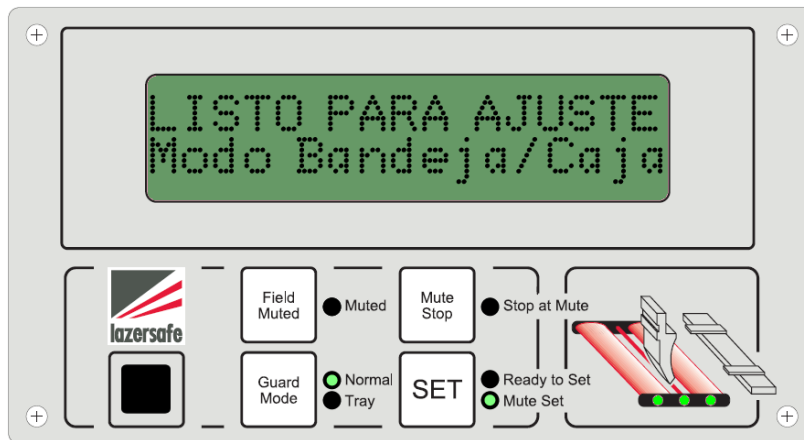 LISTO PARA AJUSTE
Modo Bandeja/Caja
lazersafe
Field
Muted
Muted
Mute
Stop
Stop at Mute
Guard
Mode
Normal
Tray
SET
Ready to Set
Mute Set